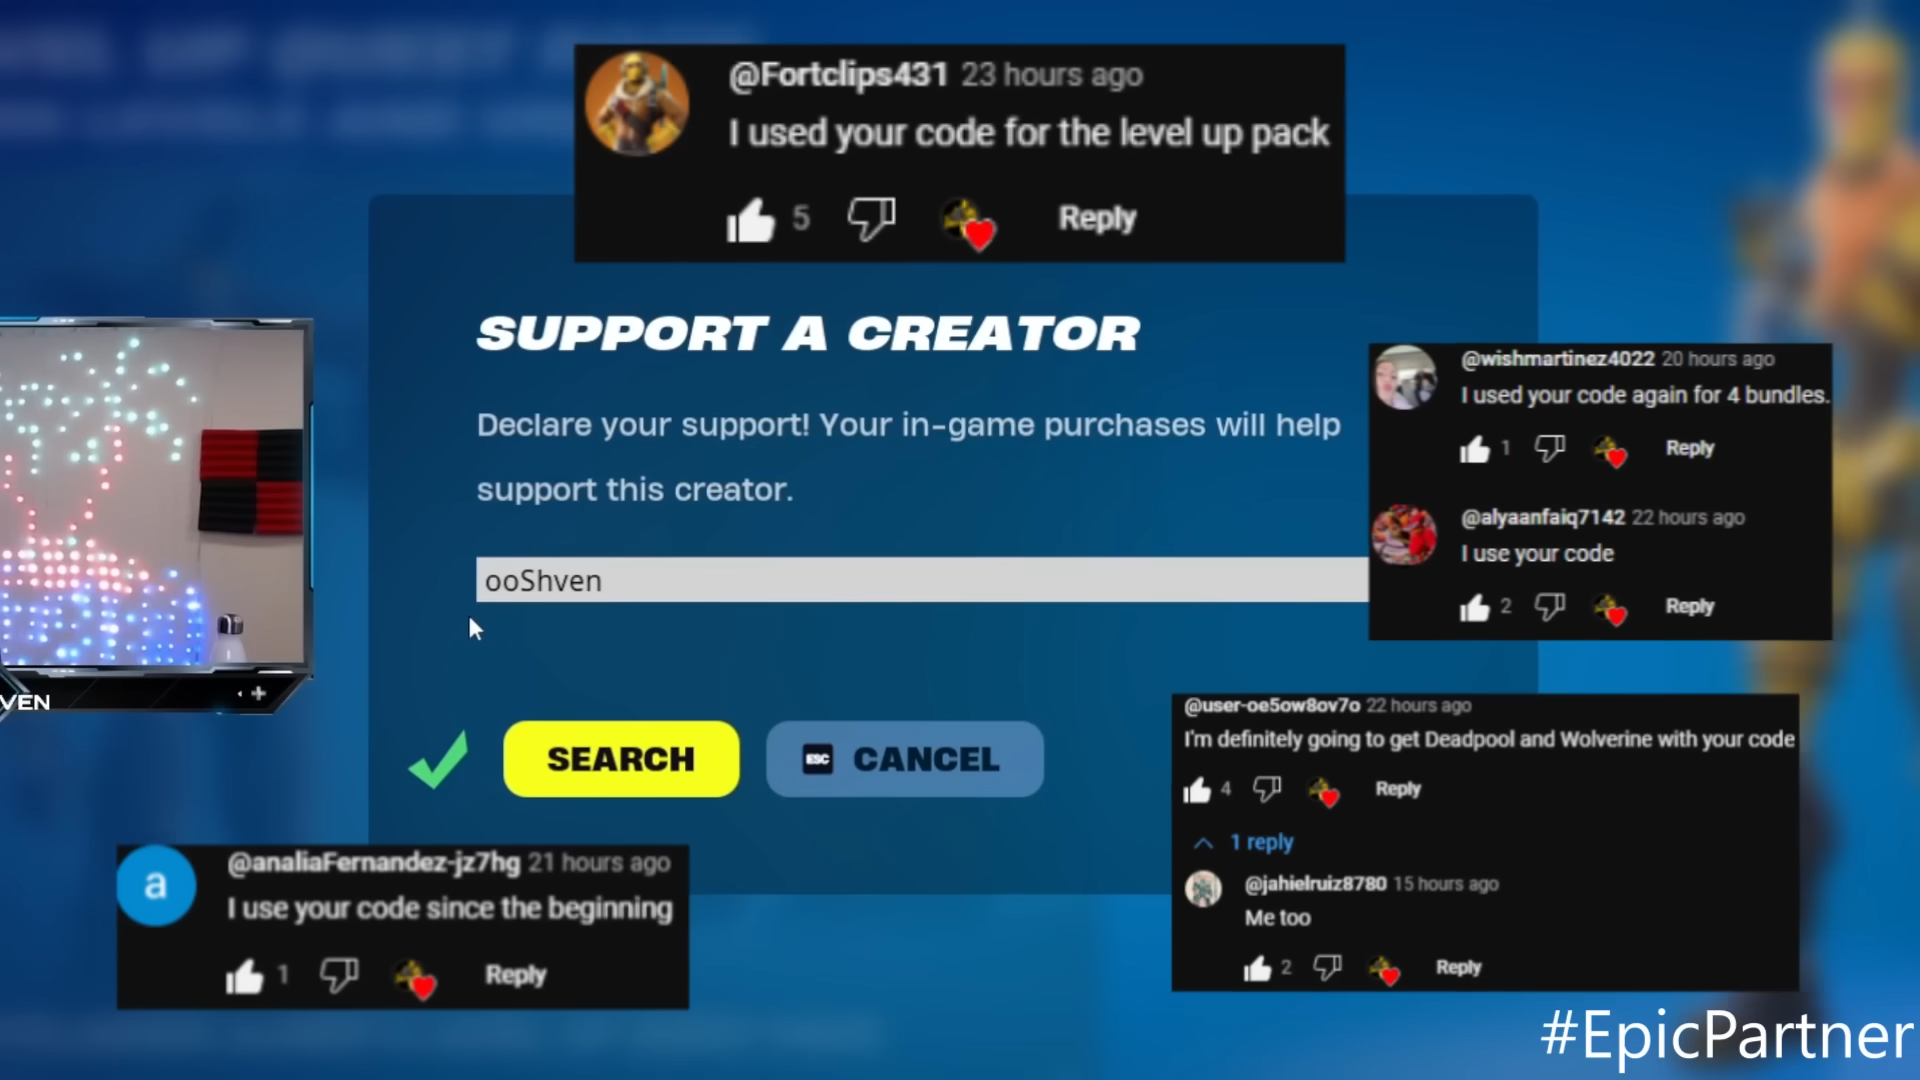 @Fortclips431 23 hours ago
I used your code for the level up pack
5 Reply
SUPPORT A CREATOR
Declare your support! Your in-game purchases will help
support this creator.
ooShven
SEARCH
ESC CANCEL
VEN
@wishmartinez4022 20 hours ago
I used your code again for 4 bundles.
1 Reply
@alyaanfaiq7142 22 hours ago
I use your code
2 Reply
@user-oe5ow8ov7o 22 hours ago
I'm definitely going to get Deadpool and Wolverine with your code
4 Reply
1 reply
@jahielruiz8780 15 hours ago
Me too
2 Reply
a
@analiaFernandez-jz7hg 21 hours ago
I use your code since the beginning
1 Reply
#EpicPartner